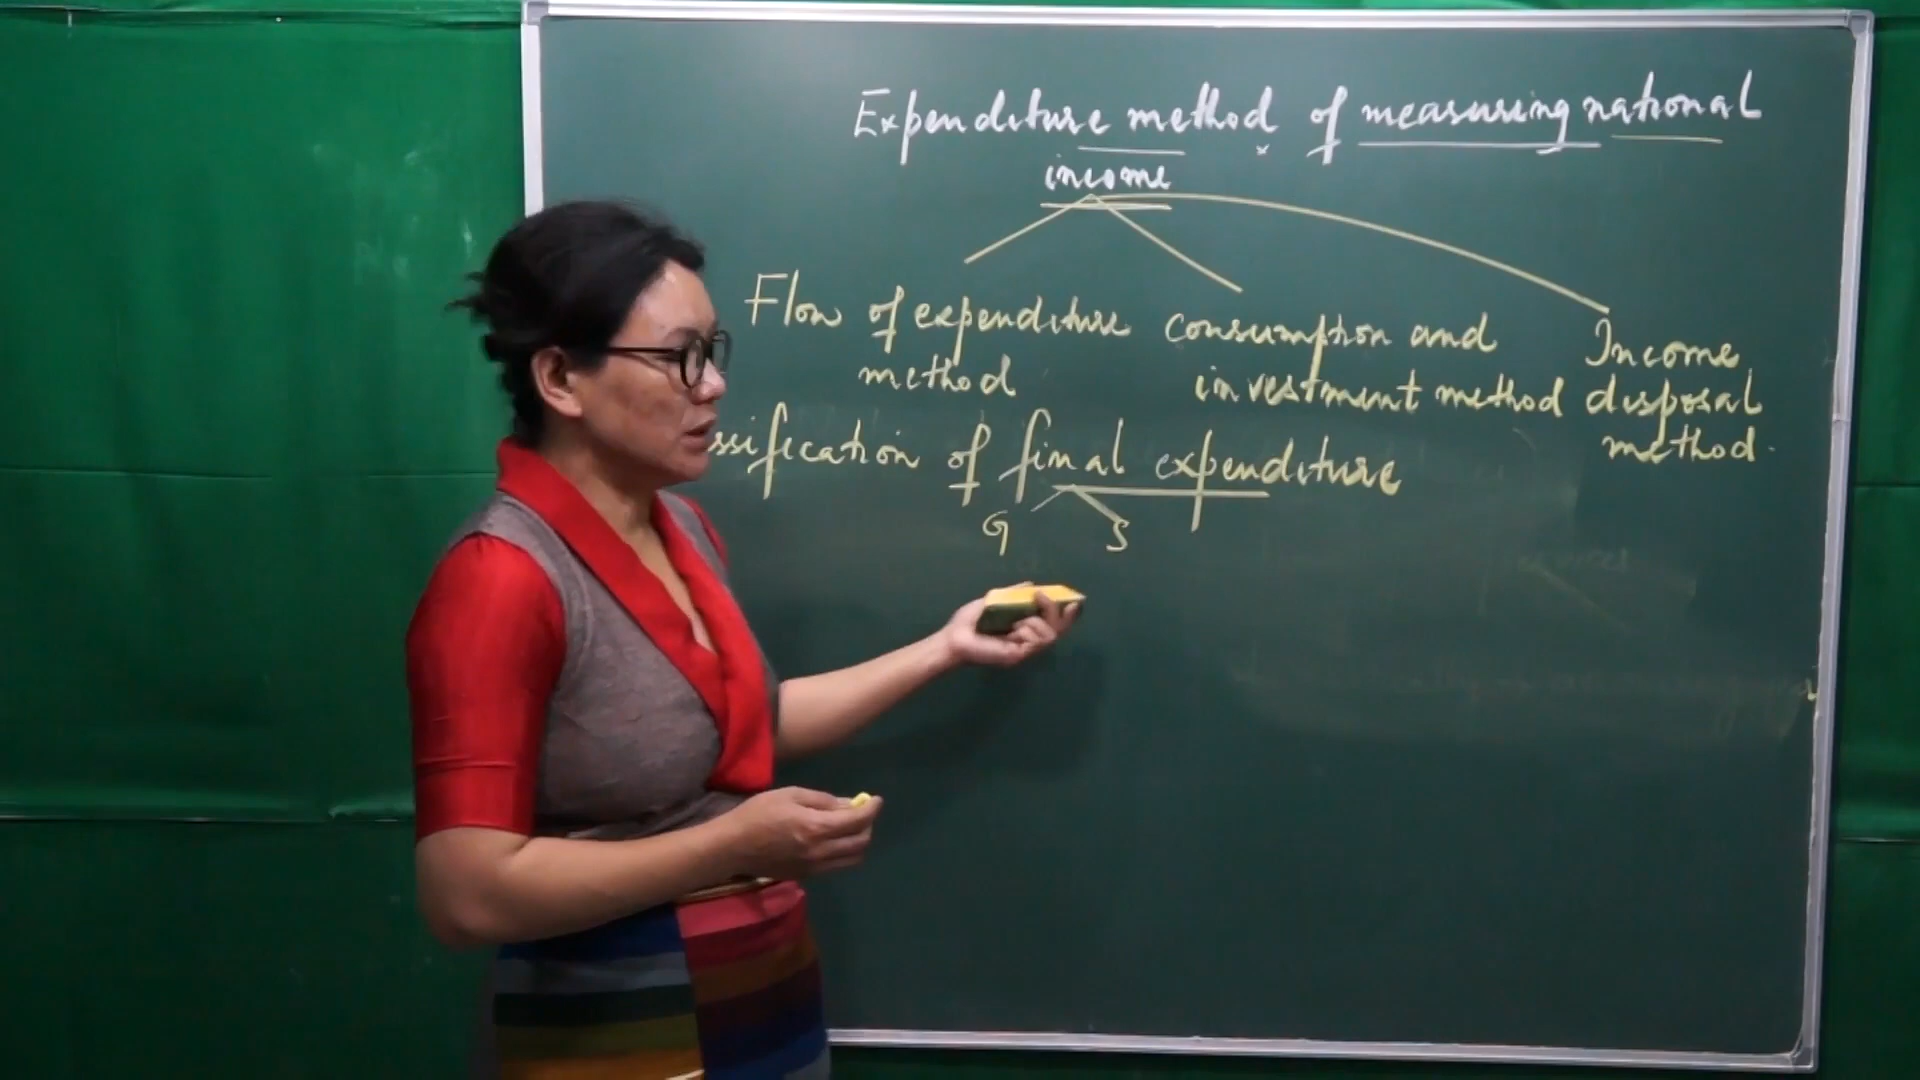 Expenditure method of measuring national
income
Flow of expenditure
method
consumption and
investment method
Income
disposal
method.
ssification of final expenditure
G S